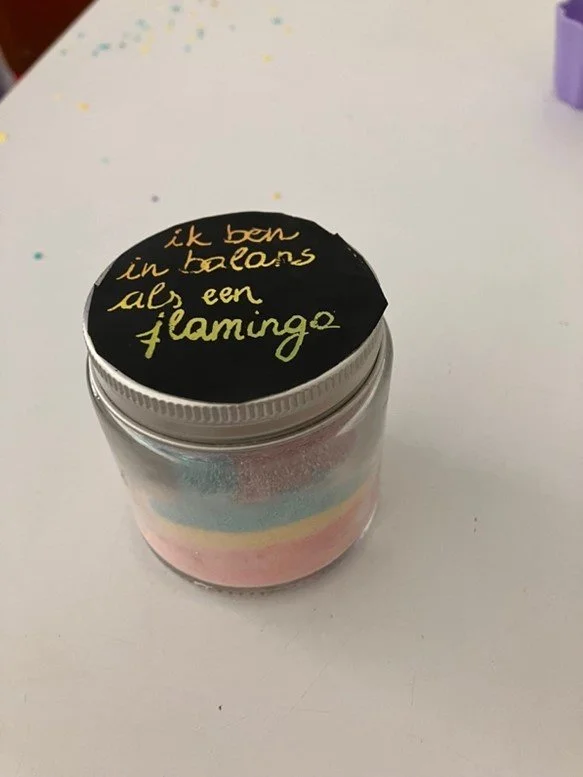 ik ben
in balans
als een
flamingo